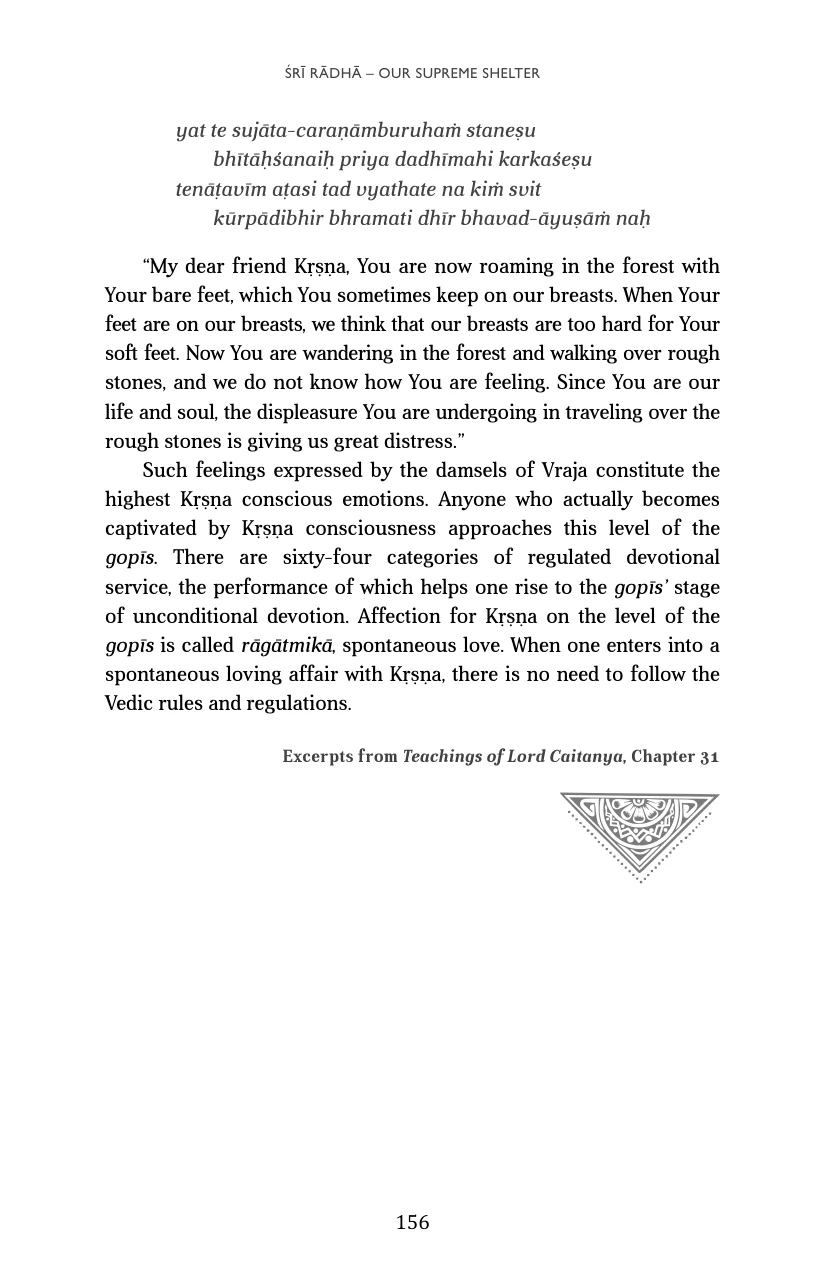 ŚRĪ RĀDHĀ – OUR SUPREME SHELTER
yat te sujāta-caraṇāmburuhaṁ staneṣu
bhītāḥśanaiḥ priya dadhīmahi karkaśeṣu
tenāṭavīm aṭasi tad vyathate na kiṁ svit
kūrpādibhir bhramati dhīr bhavad-āyuṣāṁ naḥ
“My dear friend Kṛṣṇa, You are now roaming in the forest with
Your bare feet, which You sometimes keep on our breasts. When Your
feet are on our breasts, we think that our breasts are too hard for Your
soft feet. Now You are wandering in the forest and walking over rough
stones, and we do not know how You are feeling. Since You are our
life and soul, the displeasure You are undergoing in traveling over the
rough stones is giving us great distress.”
Such feelings expressed by the damsels of Vraja constitute the
highest Kṛṣṇa conscious emotions. Anyone who actually becomes
captivated by Kṛṣṇa consciousness approaches this level of the
gopīs. There are sixty-four categories of regulated devotional
service, the performance of which helps one rise to the gopīs’ stage
of unconditional devotion. Affection for Kṛṣṇa on the level of the
gopīs is called rāgātmikā, spontaneous love. When one enters into a
spontaneous loving affair with Kṛṣṇa, there is no need to follow the
Vedic rules and regulations.
Excerpts from Teachings of Lord Caitanya, Chapter 31
156